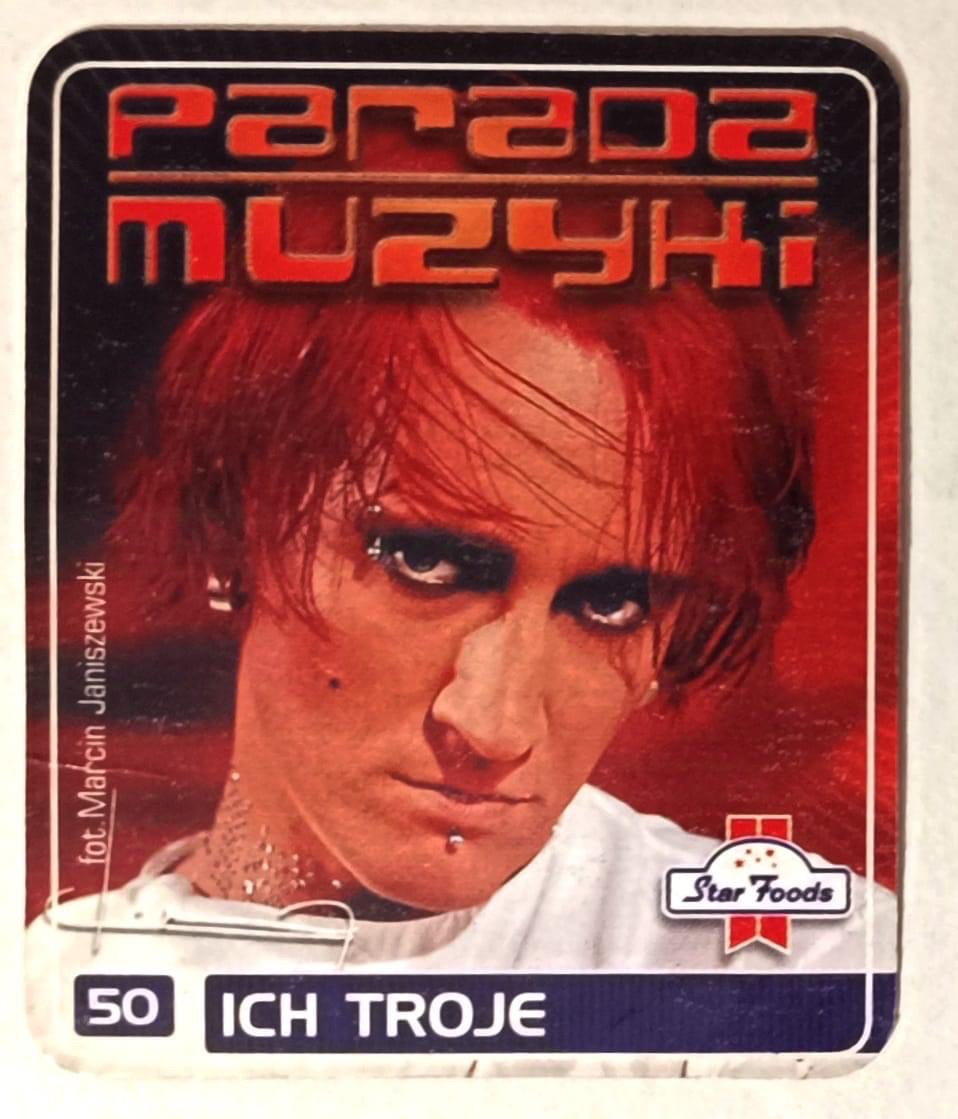 Parada
muzyki
fot. Marcin Janiszewski
Star Foods
50
ICH TROJE